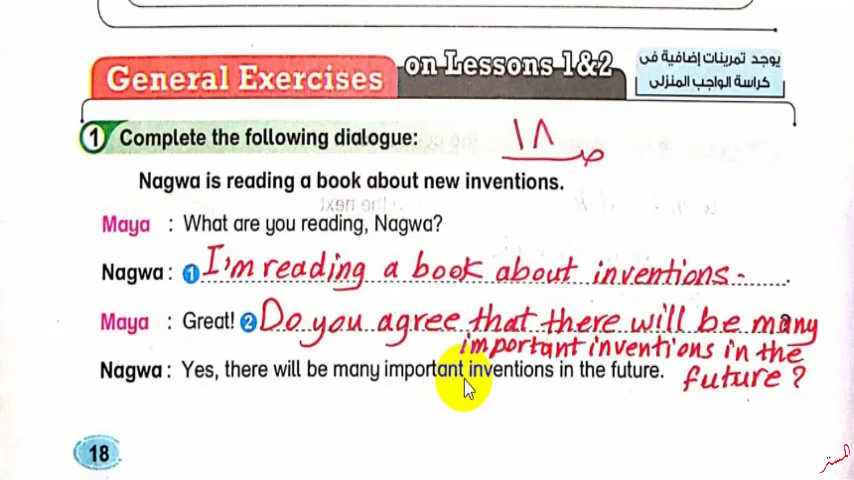 General Exercises on Lessons 1&2
يوجد تمرينات إضافية فى
كراسة الواجب المنزلى
1 Complete the following dialogue:
ص ١٨
Nagwa is reading a book about new inventions.
Maya : What are you reading, Nagwa?
Nagwa : 1 I'm reading a book about inventions .
Maya : Great! 2 Do you agree that there will be many
important inventions in the
future ?
Nagwa : Yes, there will be many important inventions in the future.
18
المستر